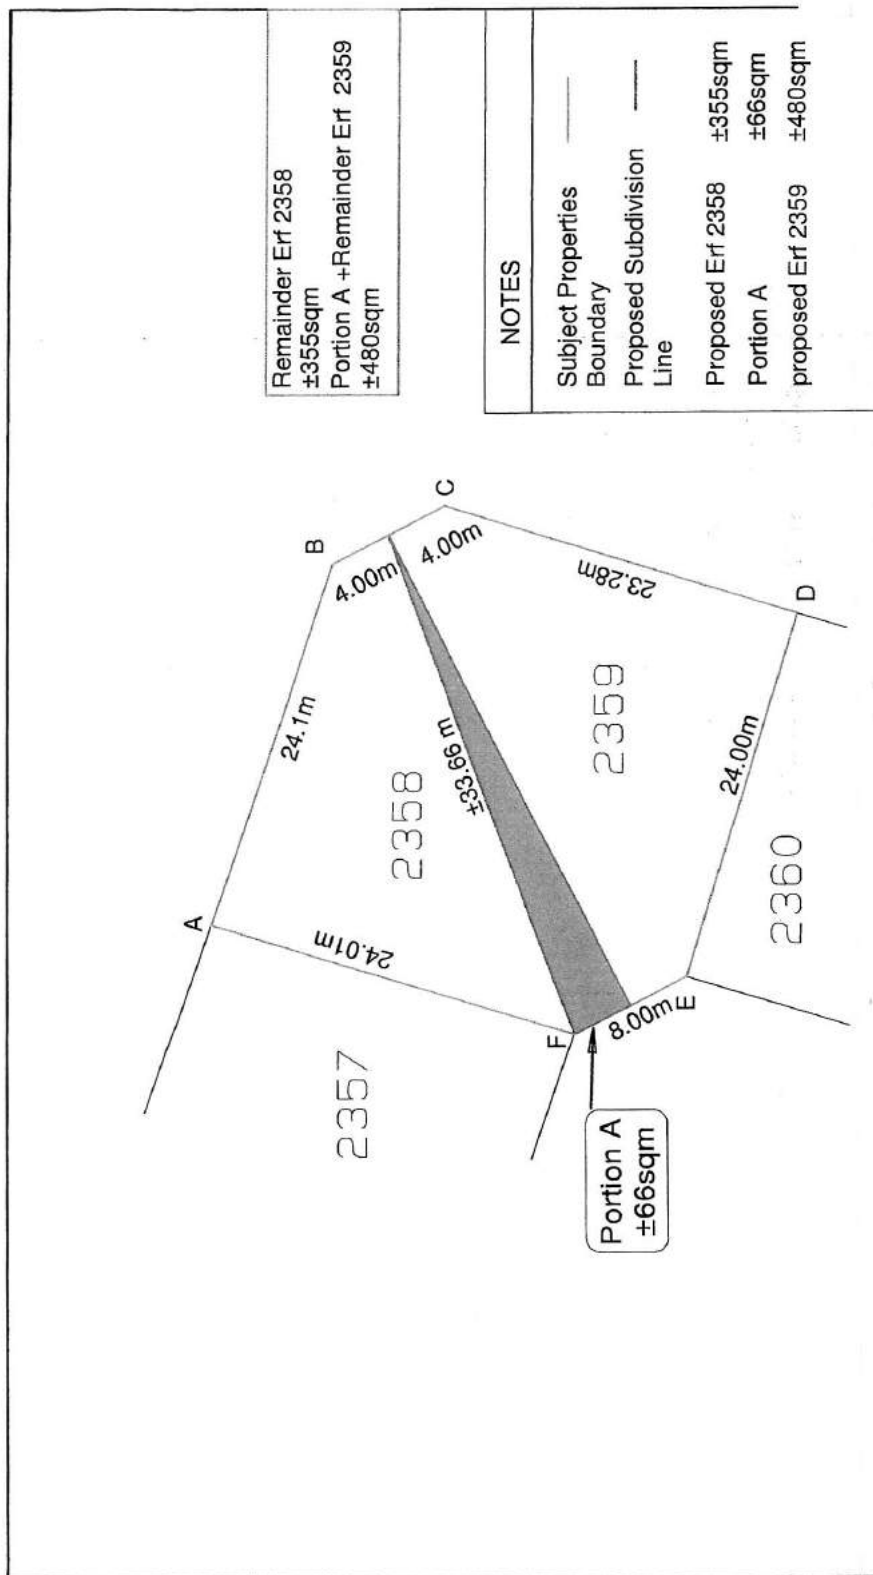 Remainder Erf 2358
±355sqm
Portion A +Remainder Erf 2359
±480sqm
NOTES
Subject Properties
Boundary
Proposed Subdivision
Line
Proposed Erf 2358 ±355sqm
Portion A ±66sqm
proposed Erf 2359 ±480sqm
A
B
C
D
E
F
24.1m
4.00m
4.00m
23.28m
24.00m
8.00m
24.01m
±33.66 m
2357
2358
2359
2360
Portion A
±66sqm